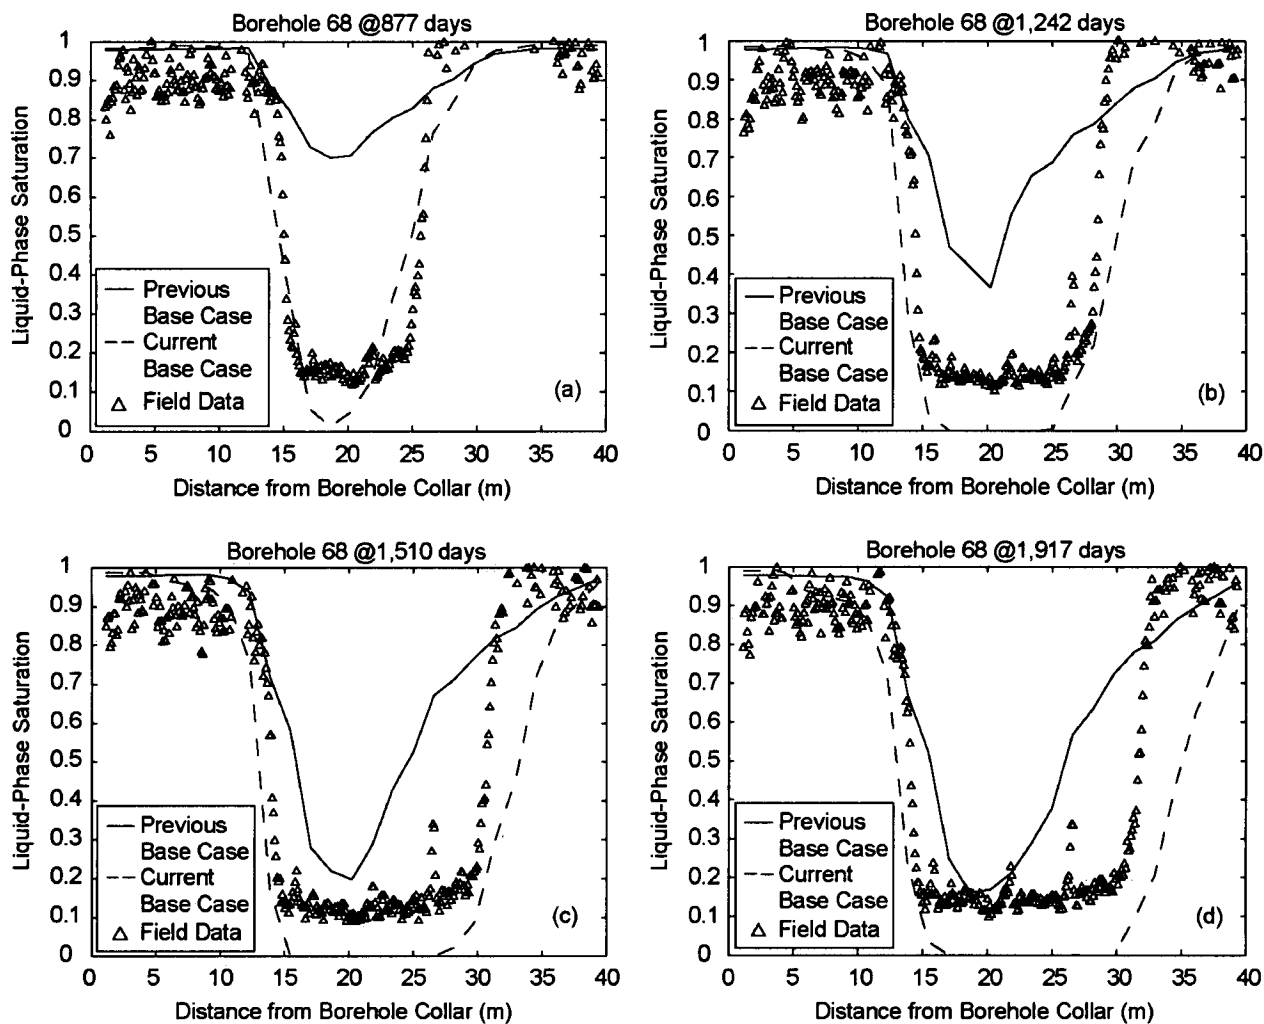 Borehole 68 @877 days
1
0.9
0.8
0.7
0.6
0.5
0.4
0.3
0.2
0.1
0
Liquid-Phase Saturation
Previous
Base Case
Current
Base Case
Field Data
(a)
0 5 10 15 20 25 30 35 40
Distance from Borehole Collar (m)
Borehole 68 @1,242 days
1
0.9
0.8
0.7
0.6
0.5
0.4
0.3
0.2
0.1
0
Liquid-Phase Saturation
Previous
Base Case
Current
Base Case
Field Data
(b)
0 5 10 15 20 25 30 35 40
Distance from Borehole Collar (m)
Borehole 68 @1,510 days
1
0.9
0.8
0.7
0.6
0.5
0.4
0.3
0.2
0.1
0
Liquid-Phase Saturation
Previous
Base Case
Current
Base Case
Field Data
(c)
0 5 10 15 20 25 30 35 40
Distance from Borehole Collar (m)
Borehole 68 @1,917 days
1
0.9
0.8
0.7
0.6
0.5
0.4
0.3
0.2
0.1
0
Liquid-Phase Saturation
Previous
Base Case
Current
Base Case
Field Data
(d)
0 5 10 15 20 25 30 35 40
Distance from Borehole Collar (m)